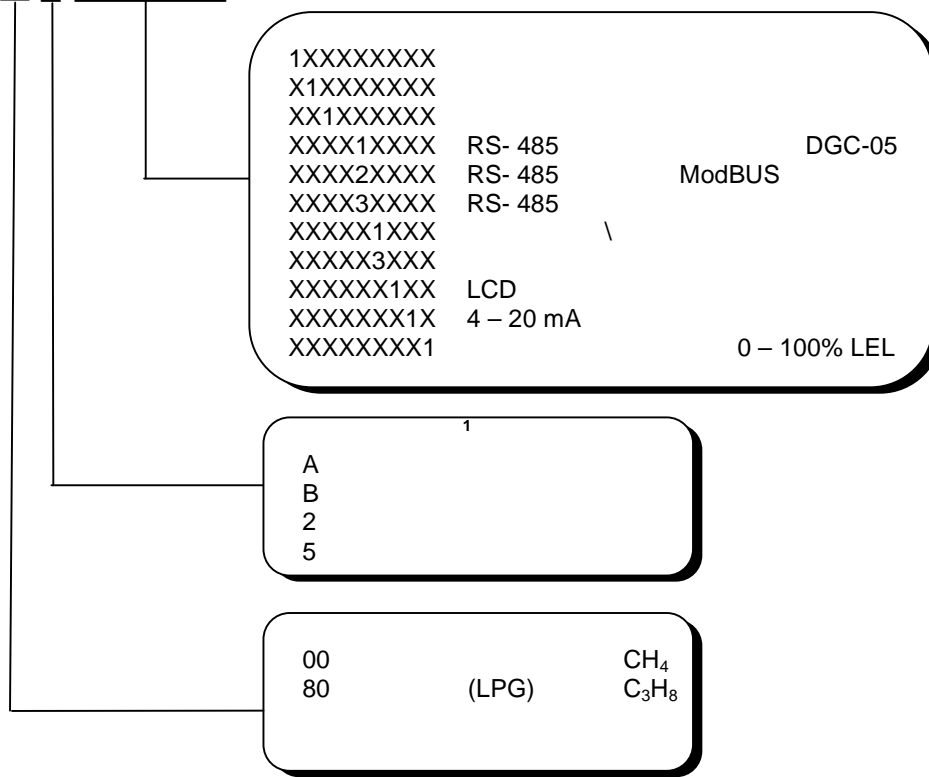 1XXXXXXXX
X1XXXXXXX
XX1XXXXXX
XXXX1XXXX RS- 485 DGC-05
XXXX2XXXX RS- 485 ModBUS
XXXX3XXXX RS- 485
XXXXX1XXX \
XXXXX3XXX
XXXXXX1XX LCD
XXXXXXX1X 4 – 20 mA
XXXXXXXX1 0 – 100% LEL
1
A
B
2
5
00 CH₄
80 (LPG) C₃H₈